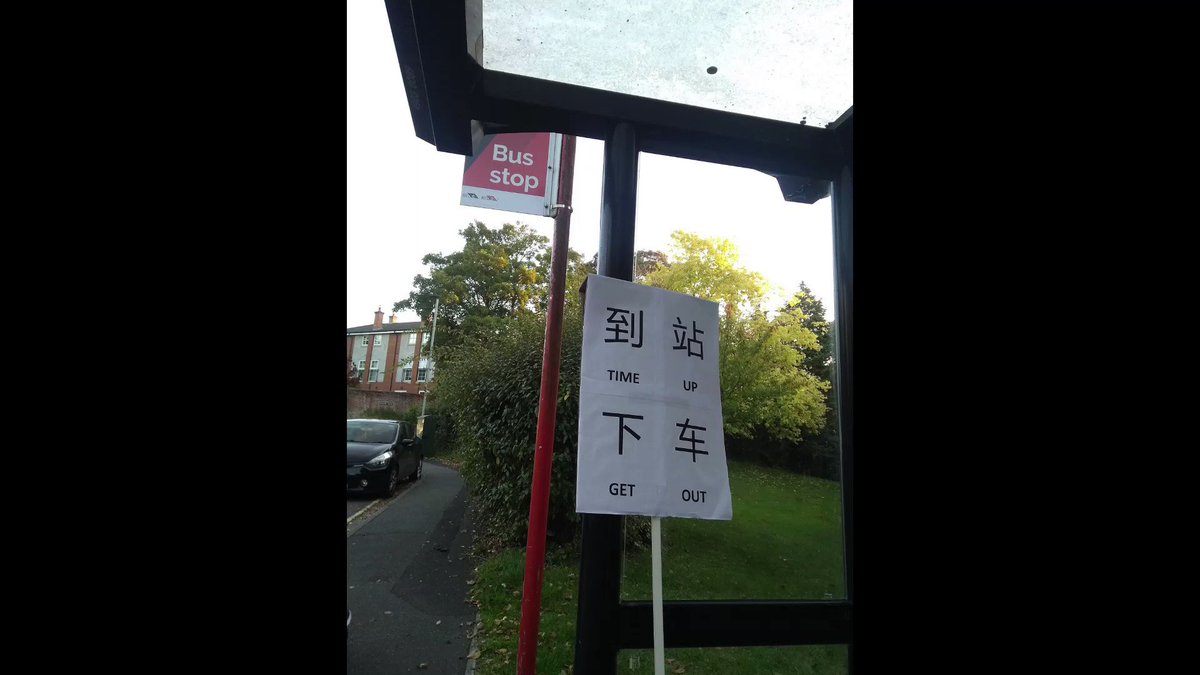 Bus
stop
到 站
TIME UP
下 车
GET OUT